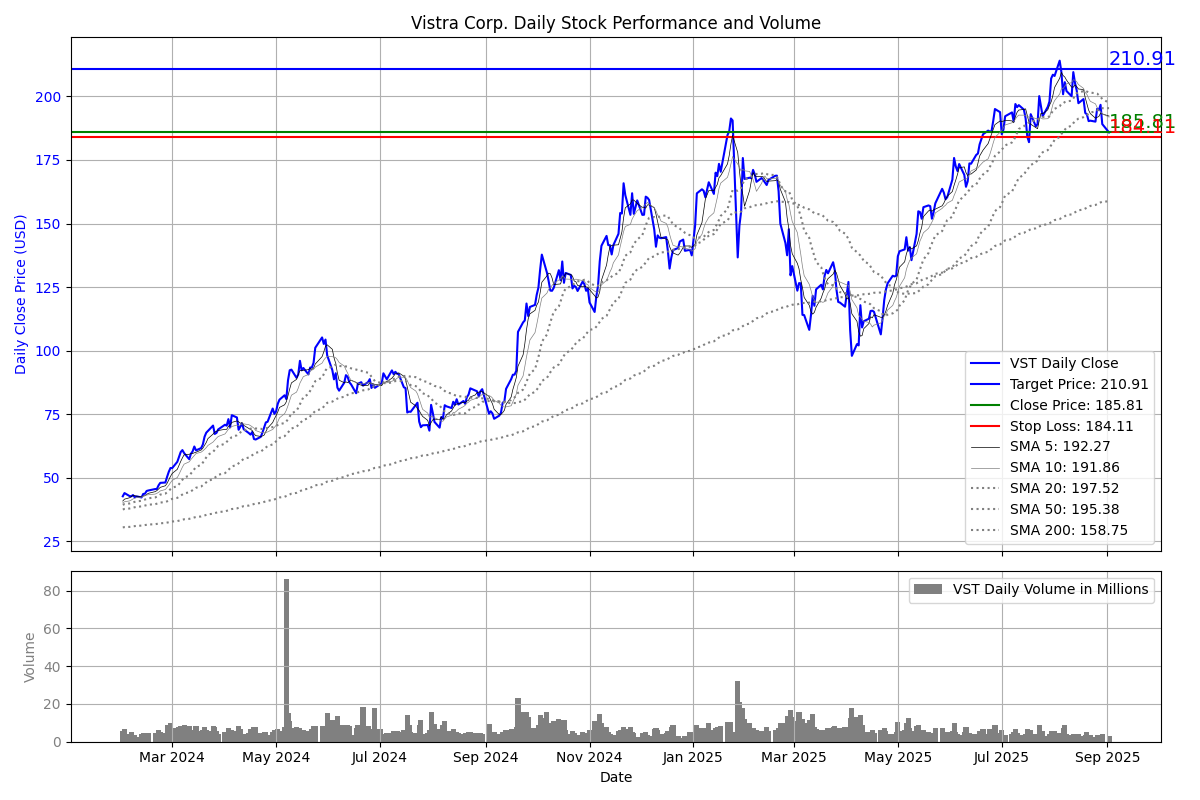 Vistra Corp. Daily Stock Performance and Volume
210.91
185.81
184.11
Daily Close Price (USD)
200
175
150
125
100
75
50
25
VST Daily Close
Target Price: 210.91
Close Price: 185.81
Stop Loss: 184.11
SMA 5: 192.27
SMA 10: 191.86
SMA 20: 197.52
SMA 50: 195.38
SMA 200: 158.75
Volume
80
60
40
20
0
VST Daily Volume in Millions
Mar 2024 May 2024 Jul 2024 Sep 2024 Nov 2024 Jan 2025 Mar 2025 May 2025 Jul 2025 Sep 2025
Date